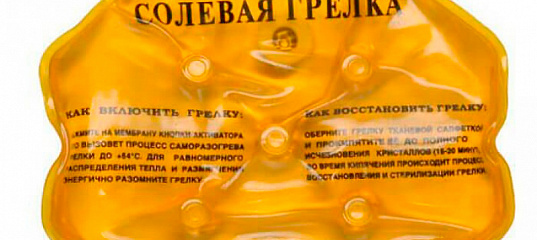 СОЛЕВАЯ ГРЕЛКА
КАК ВКЛЮЧИТЬ ГРЕЛКУ:
НА МЕМБРАНУ КНОПКИ АКТИВАТОРА
ВЫЗОВЕТ ПРОЦЕСС САМОРАЗОГРЕВА
ДО +54°С. ДЛЯ РАВНОМЕРНОГО
РАСПРЕДЕЛЕНИЯ ТЕПЛА И РАЗМЯГЧЕНИЯ
ЭНЕРГИЧНО РАЗОМНИТЕ ГРЕЛКУ.
КАК ВОССТАНОВИТЬ ГРЕЛКУ:
ОБЕРНИТЕ ГРЕЛКУ ТКАНЕВОЙ САЛФЕТКОЙ
И ПРОКИПЯТИТЕ ЕЕ ДО ПОЛНОГО
ИСЧЕЗНОВЕНИЯ КРИСТАЛЛОВ (15-20 МИНУТ)
ВО ВРЕМЯ КИПЯЧЕНИЯ ПРОИСХОДИТ ПРОЦЕСС
ВОССТАНОВЛЕНИЯ И СТЕРИЛИЗАЦИИ ГРЕЛКИ.